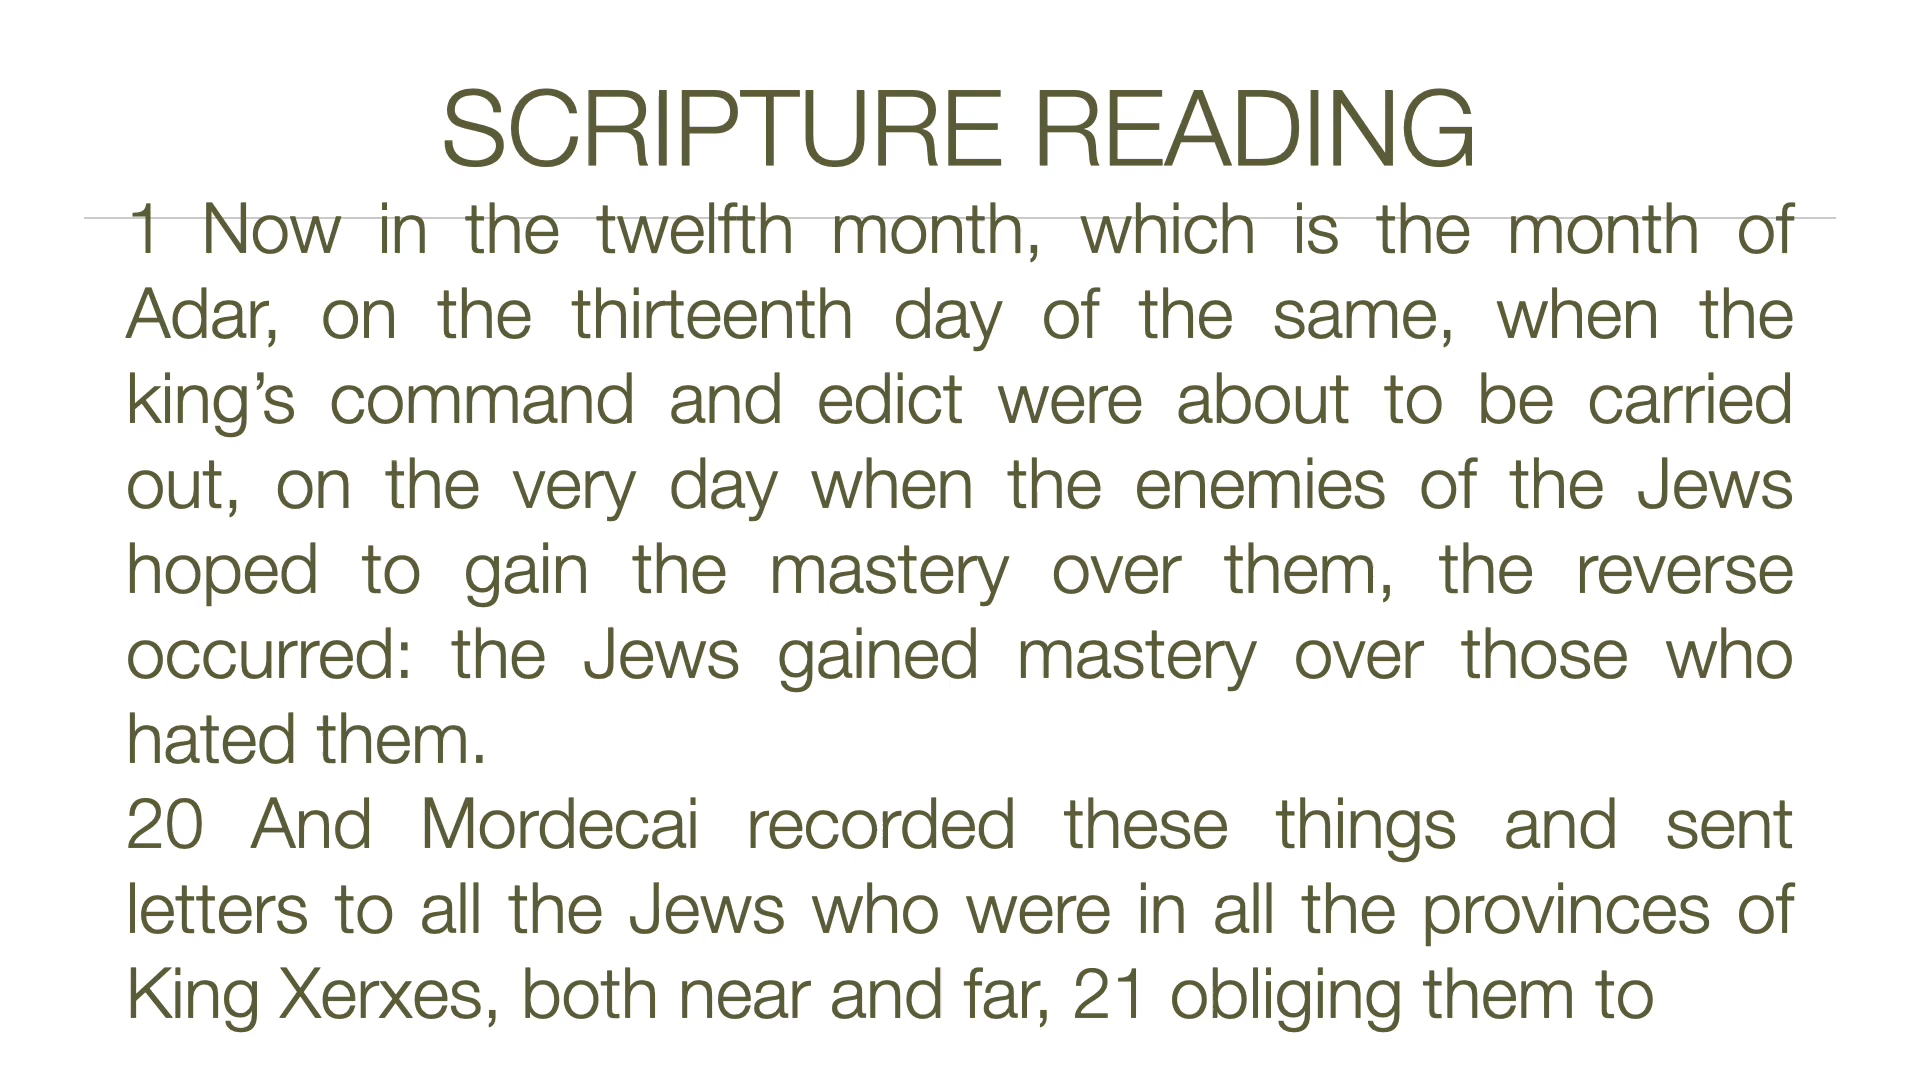 SCRIPTURE READING
1 Now in the twelfth month, which is the month of
Adar, on the thirteenth day of the same, when the
king’s command and edict were about to be carried
out, on the very day when the enemies of the Jews
hoped to gain the mastery over them, the reverse
occurred: the Jews gained mastery over those who
hated them.
20 And Mordecai recorded these things and sent
letters to all the Jews who were in all the provinces of
King Xerxes, both near and far, 21 obliging them to